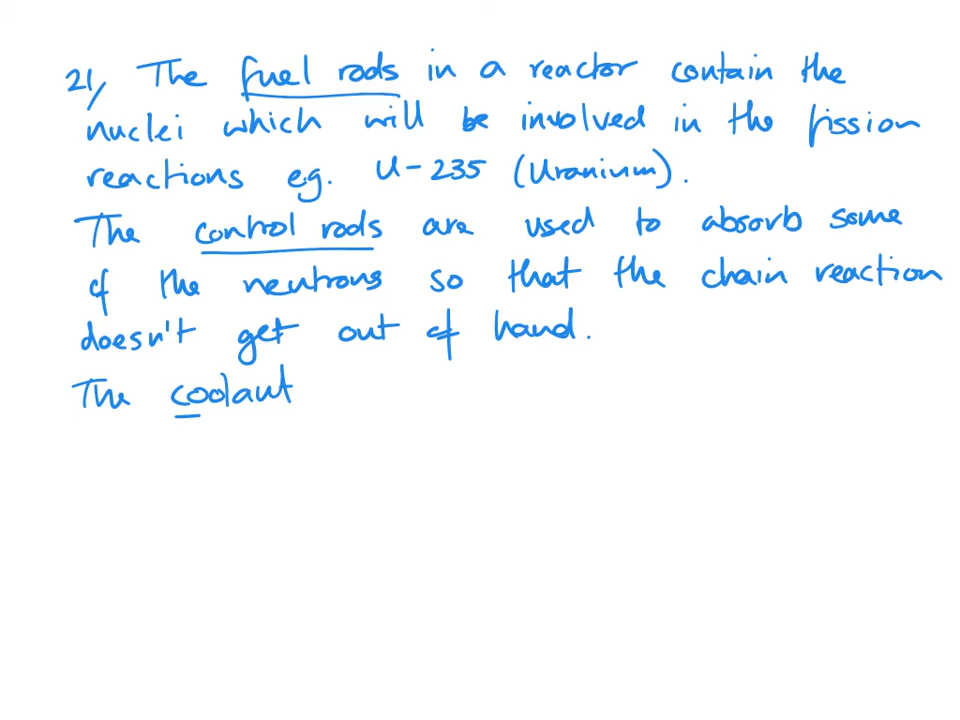 21, The fuel rods in a reactor contain the
nuclei which will be involved in the fission
reactions e.g. U-235 (Uranium).
The control rods are used to absorb some
of the neutrons so that the chain reaction
doesn't get out of hand.
The coolant